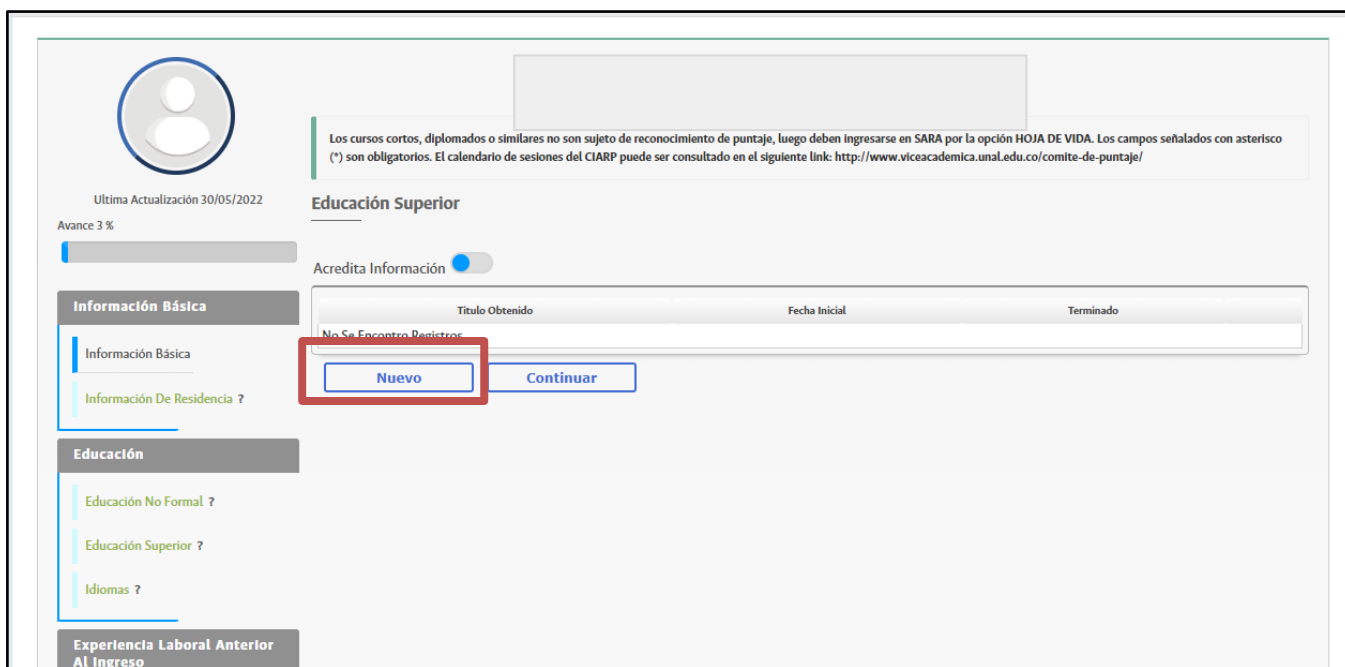 Los cursos cortos, diplomados o similares no son sujeto de reconocimiento de puntaje, luego deben ingresarse en SARA por la opción HOJA DE VIDA. Los campos señalados con asterisco
(*) son obligatorios. El calendario de sesiones del CIARP puede ser consultado en el siguiente link: http://www.viceacademica.unal.edu.co/comite-de-puntaje/
Ultima Actualización 30/05/2022
Avance 3 %
Educación Superior
Acredita Información
Titulo Obtenido Fecha Inicial Terminado
No Se Encontro Registros
Nuevo Continuar
Información Básica
Información Básica
Información De Residencia ?
Educación
Educación No Formal ?
Educación Superior ?
Idiomas ?
Experiencia Laboral Anterior
Al Ingreso